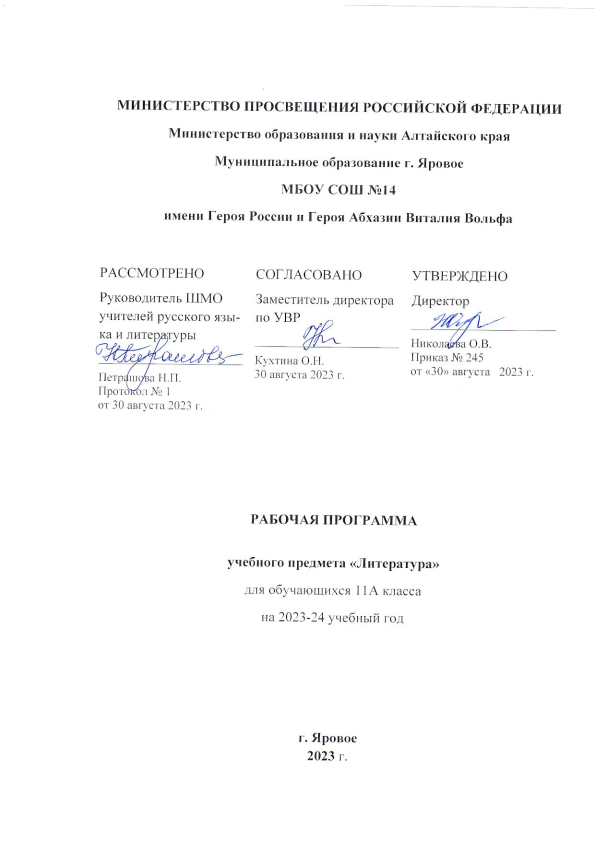 МИНИСТЕРСТВО ПРОСВЕЩЕНИЯ РОССИЙСКОЙ ФЕДЕРАЦИИ
Министерство образования и науки Алтайского края
Муниципальное образование г. Яровое
МБОУ СОШ №14
имени Героя России и Героя Абхазии Виталия Вольфа
РАССМОТРЕНО
Руководитель ШМО
учителей русского язы-
ка и литературы
Петрашова Н.П.
Протокол № 1
от 30 августа 2023 г.
СОГЛАСОВАНО
Заместитель директора
по УВР
Кухтина О.Н.
30 августа 2023 г.
УТВЕРЖДЕНО
Директор
Николаева О.В.
Приказ № 245
от «30» августа 2023 г.
РАБОЧАЯ ПРОГРАММА
учебного предмета «Литература»
для обучающихся 11А класса
на 2023-24 учебный год
г. Яровое
2023 г.